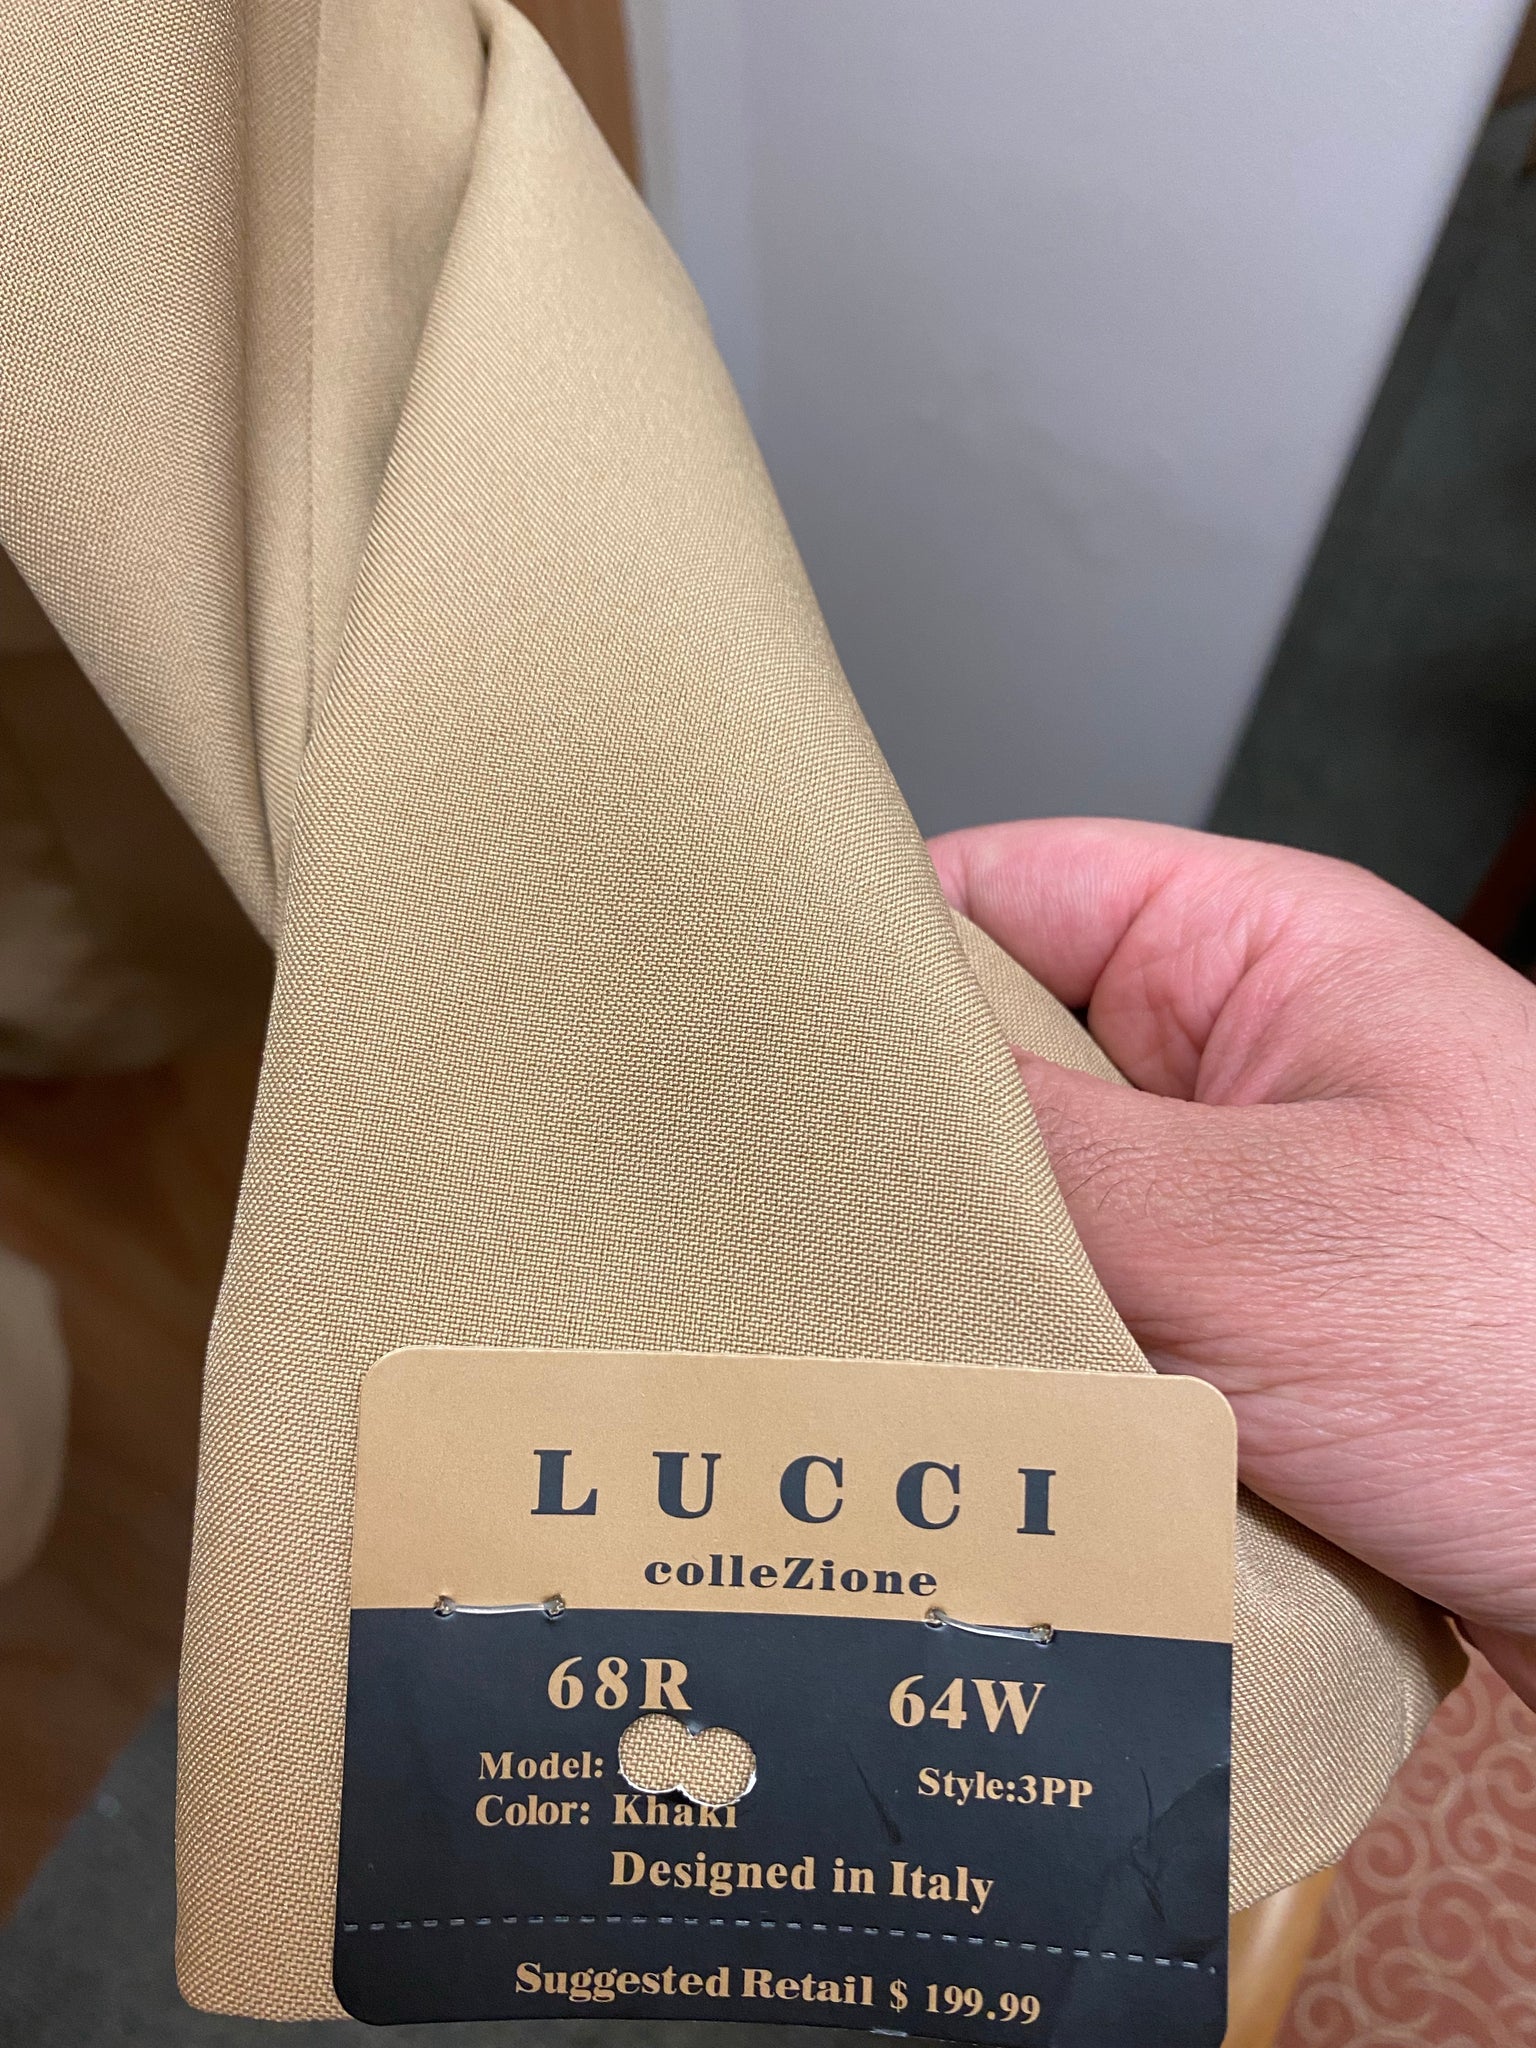 LUCCI
colleZione
68R 64W
Model: Style:3PP
Color: Khaki
Designed in Italy
Suggested Retail $ 199.99